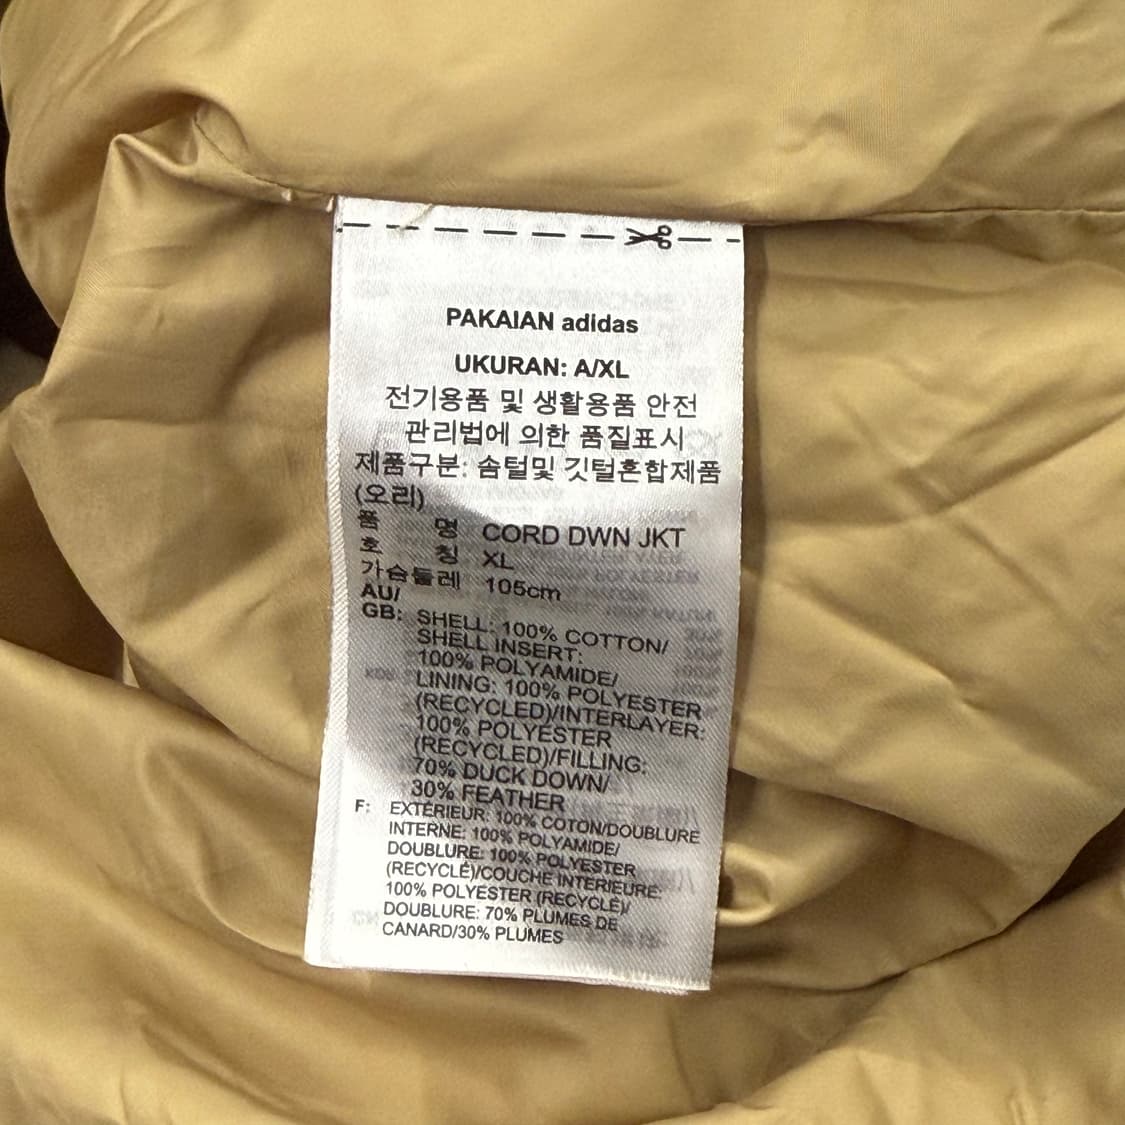 PAKAIAN adidas
UKURAN: A/XL
전기용품 및 생활용품 안전
관리법에 의한 품질표시
제품구분: 솜털및 깃털혼합제품
(오리)
품 명 CORD DWN JKT
호 칭 XL
가슴둘레 105cm
AU/
GB: SHELL: 100% COTTON/
SHELL INSERT:
100% POLYAMIDE/
LINING: 100% POLYESTER
(RECYCLED)/INTERLAYER:
100% POLYESTER
(RECYCLED)/FILLING:
70% DUCK DOWN/
30% FEATHER
F: EXTÉRIEUR: 100% COTON/DOUBLURE
INTERNE: 100% POLYAMIDE/
DOUBLURE: 100% POLYESTER
(RECYCLÉ)/COUCHE INTERIEURE:
100% POLYESTER (RECYCLÉ)/
DOUBLURE: 70% PLUMES DE
CANARD/30% PLUMES